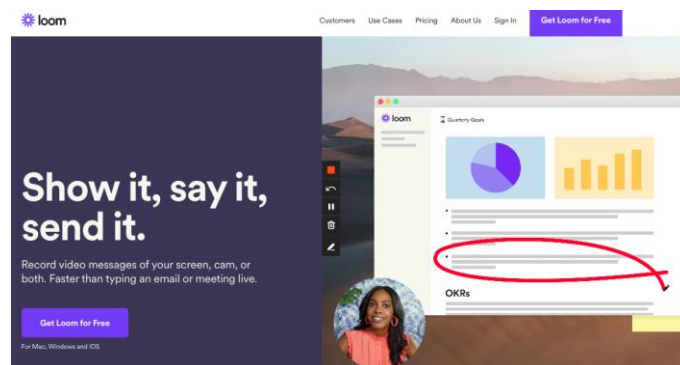 loom
Customers Use Cases Pricing About Us Sign In Get Loom for Free
Show it, say it,
send it.
Record video messages of your screen, cam, or
both. Faster than typing an email or meeting live.
Get Loom for Free
For Mac, Windows and iOS
loom
Quarterly Goals
OKRs